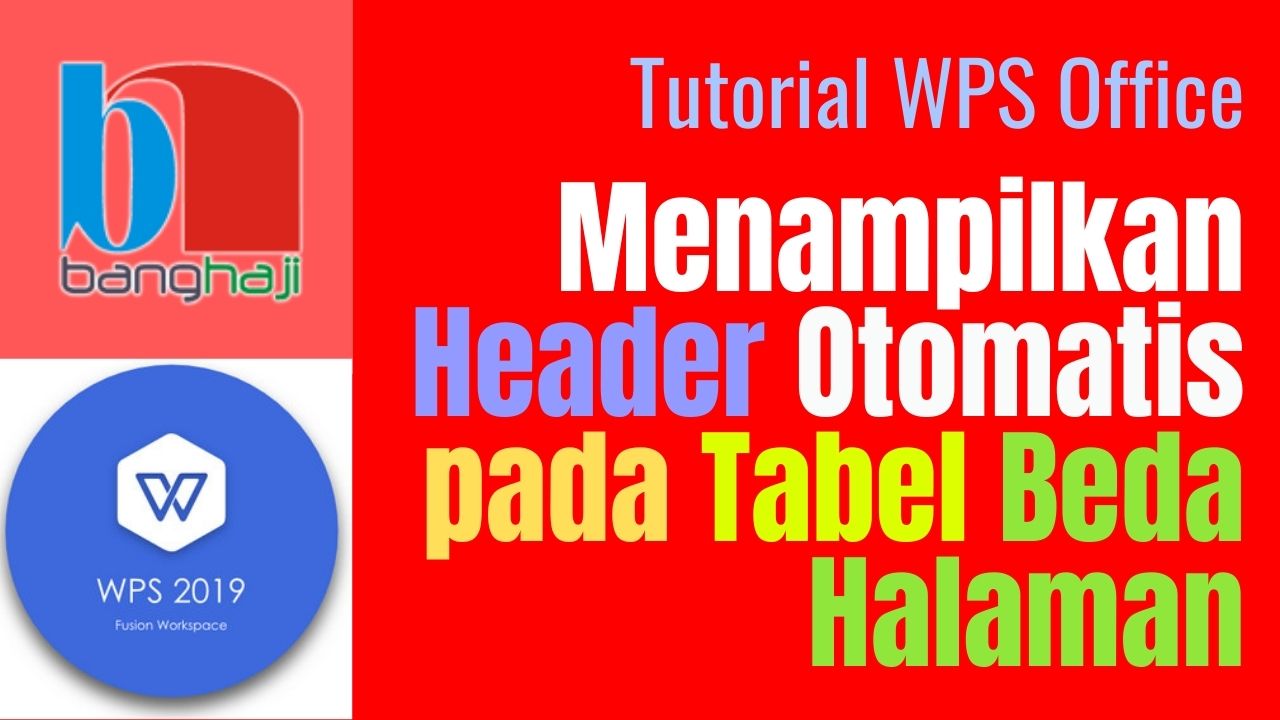 banghaji
WPS 2019
Fusion Workspace
Tutorial WPS Office
Menampilkan
Header Otomatis
pada Tabel Beda
Halaman